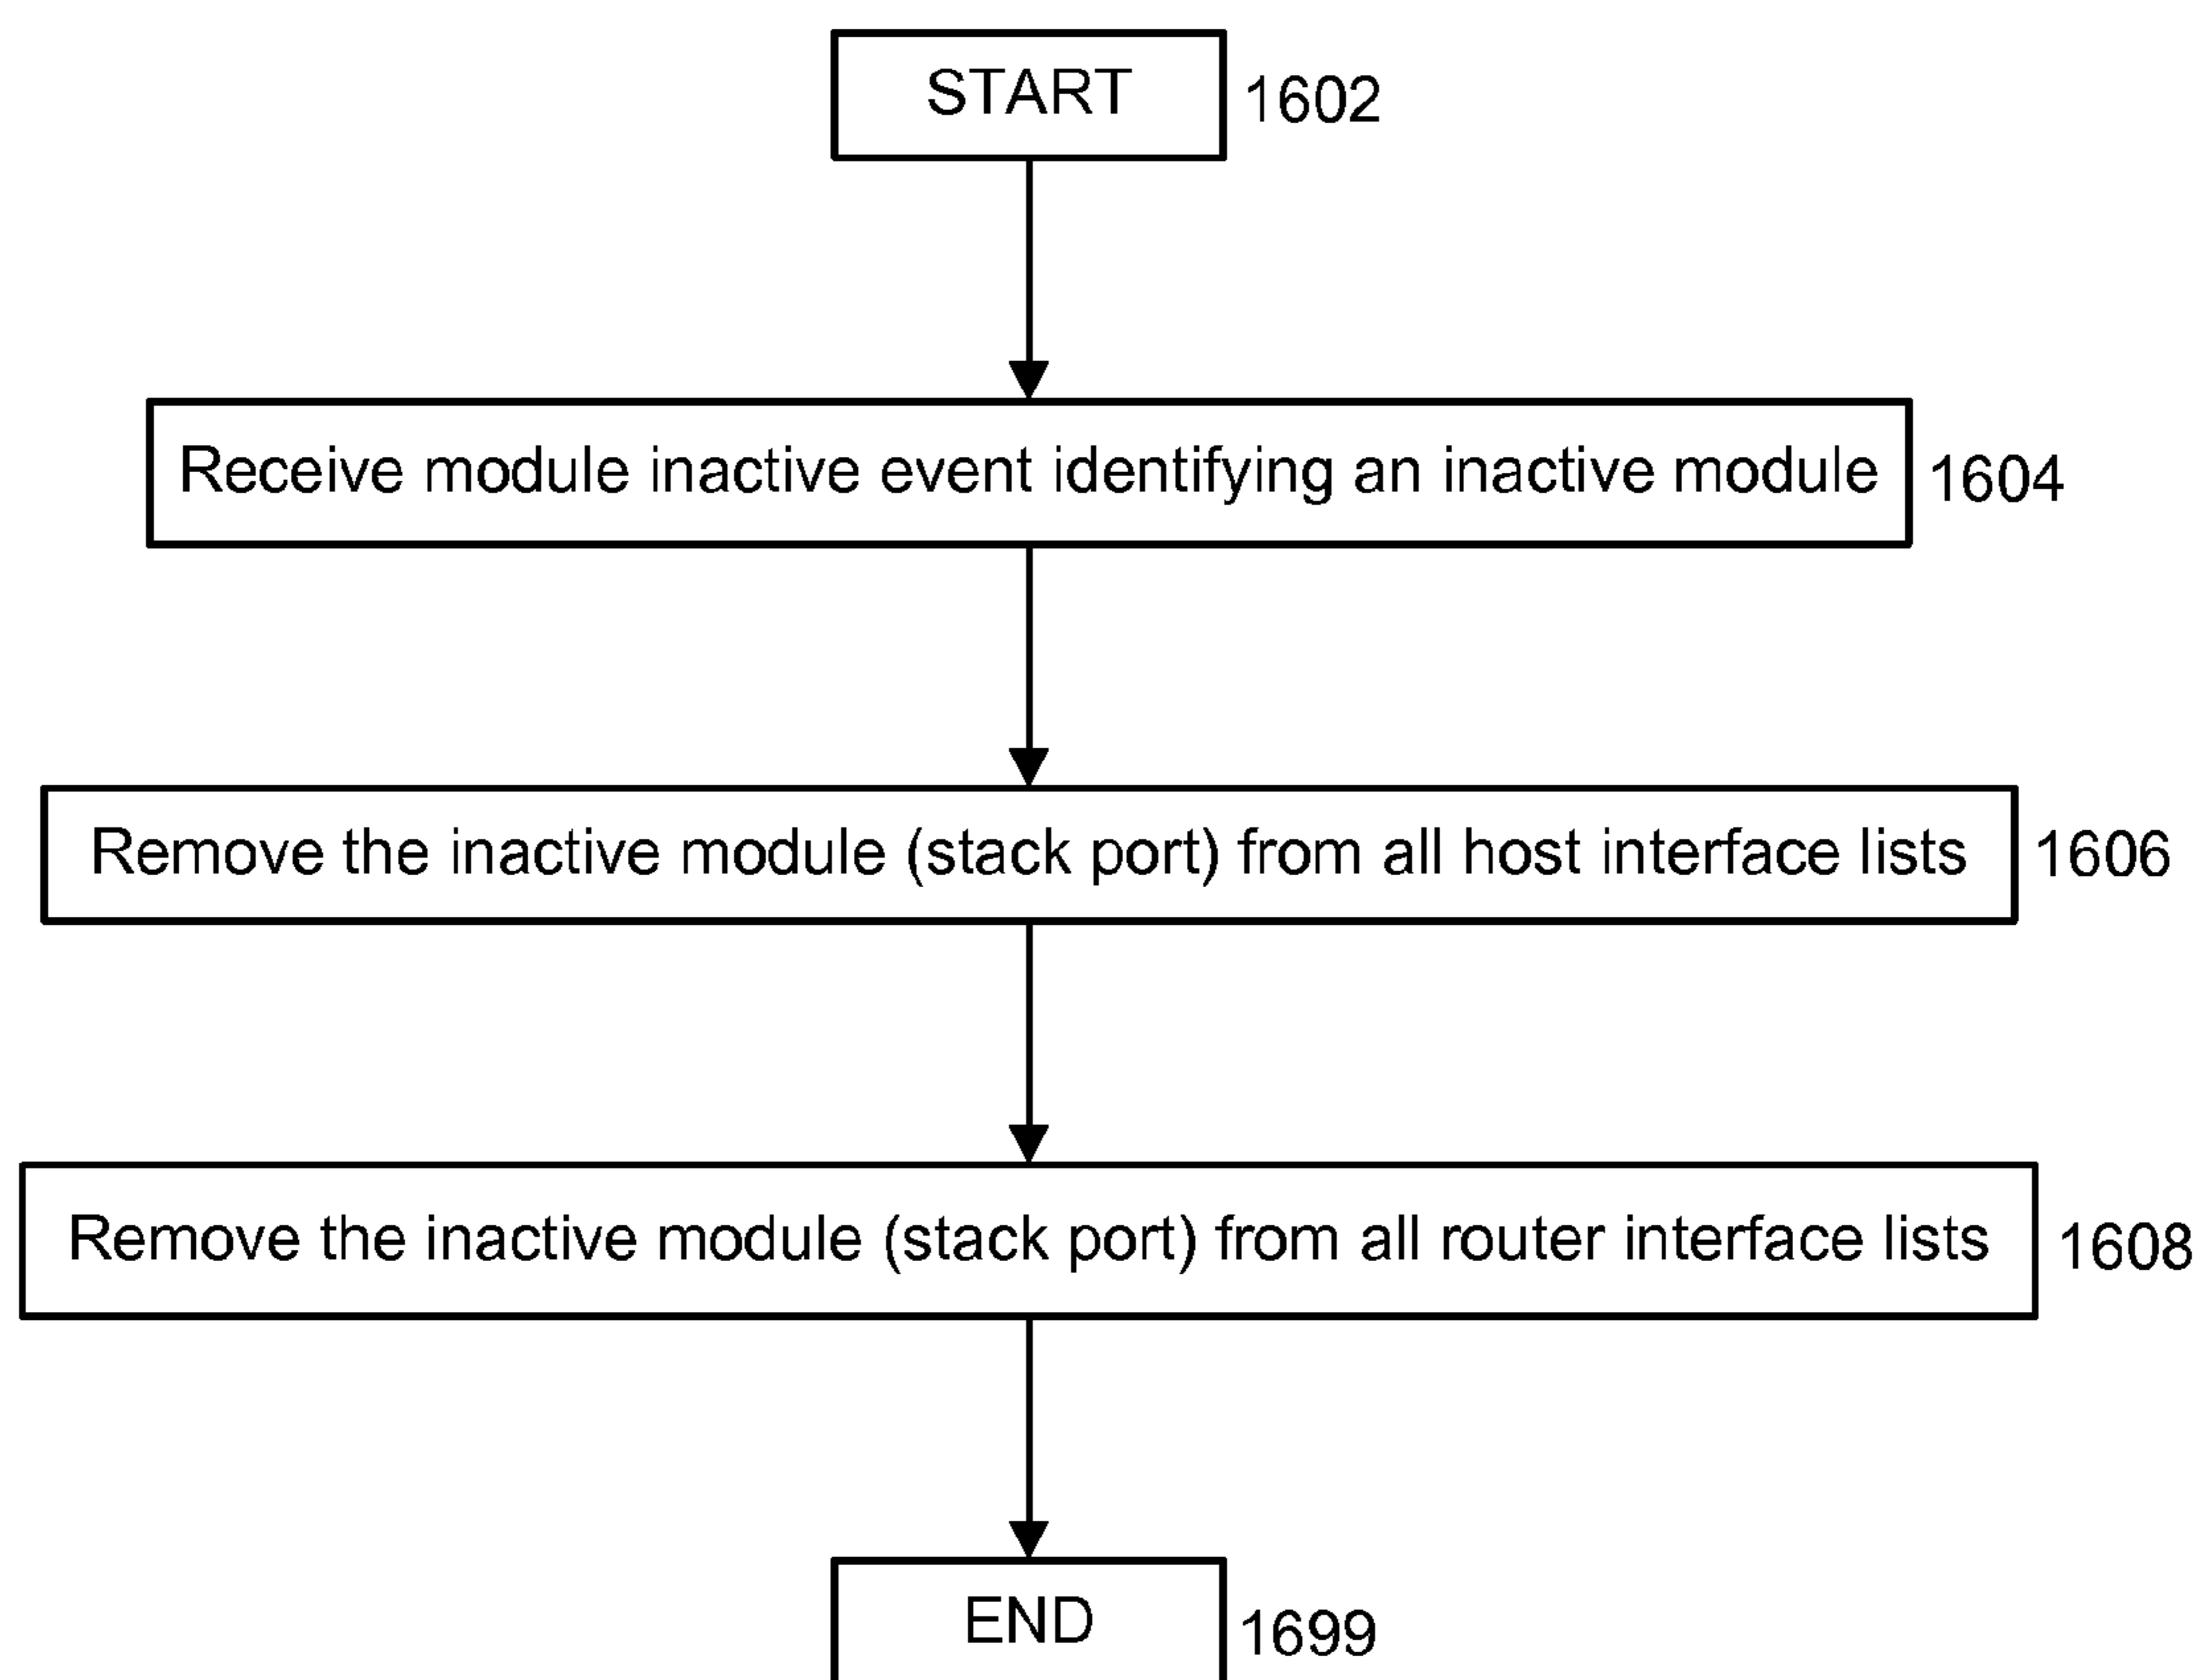 START 1602
Receive module inactive event identifying an inactive module 1604
Remove the inactive module (stack port) from all host interface lists 1606
Remove the inactive module (stack port) from all router interface lists 1608
END 1699